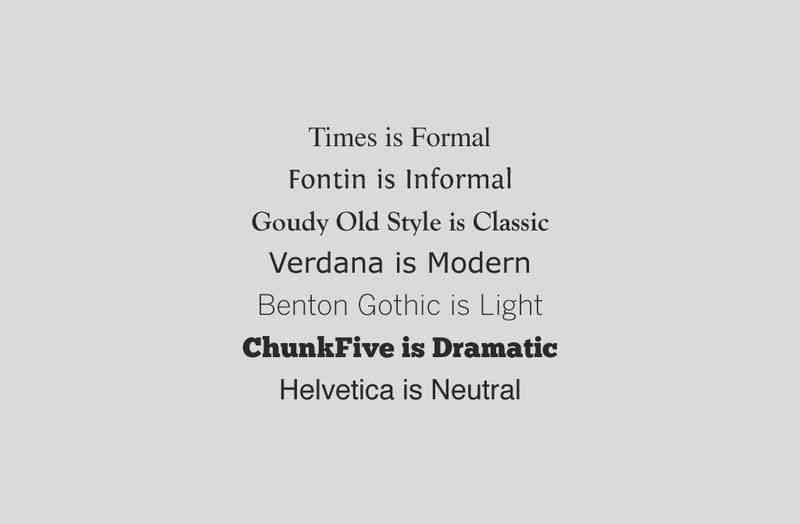 Times is Formal
Fontin is Informal
Goudy Old Style is Classic
Verdana is Modern
Benton Gothic is Light
ChunkFive is Dramatic
Helvetica is Neutral